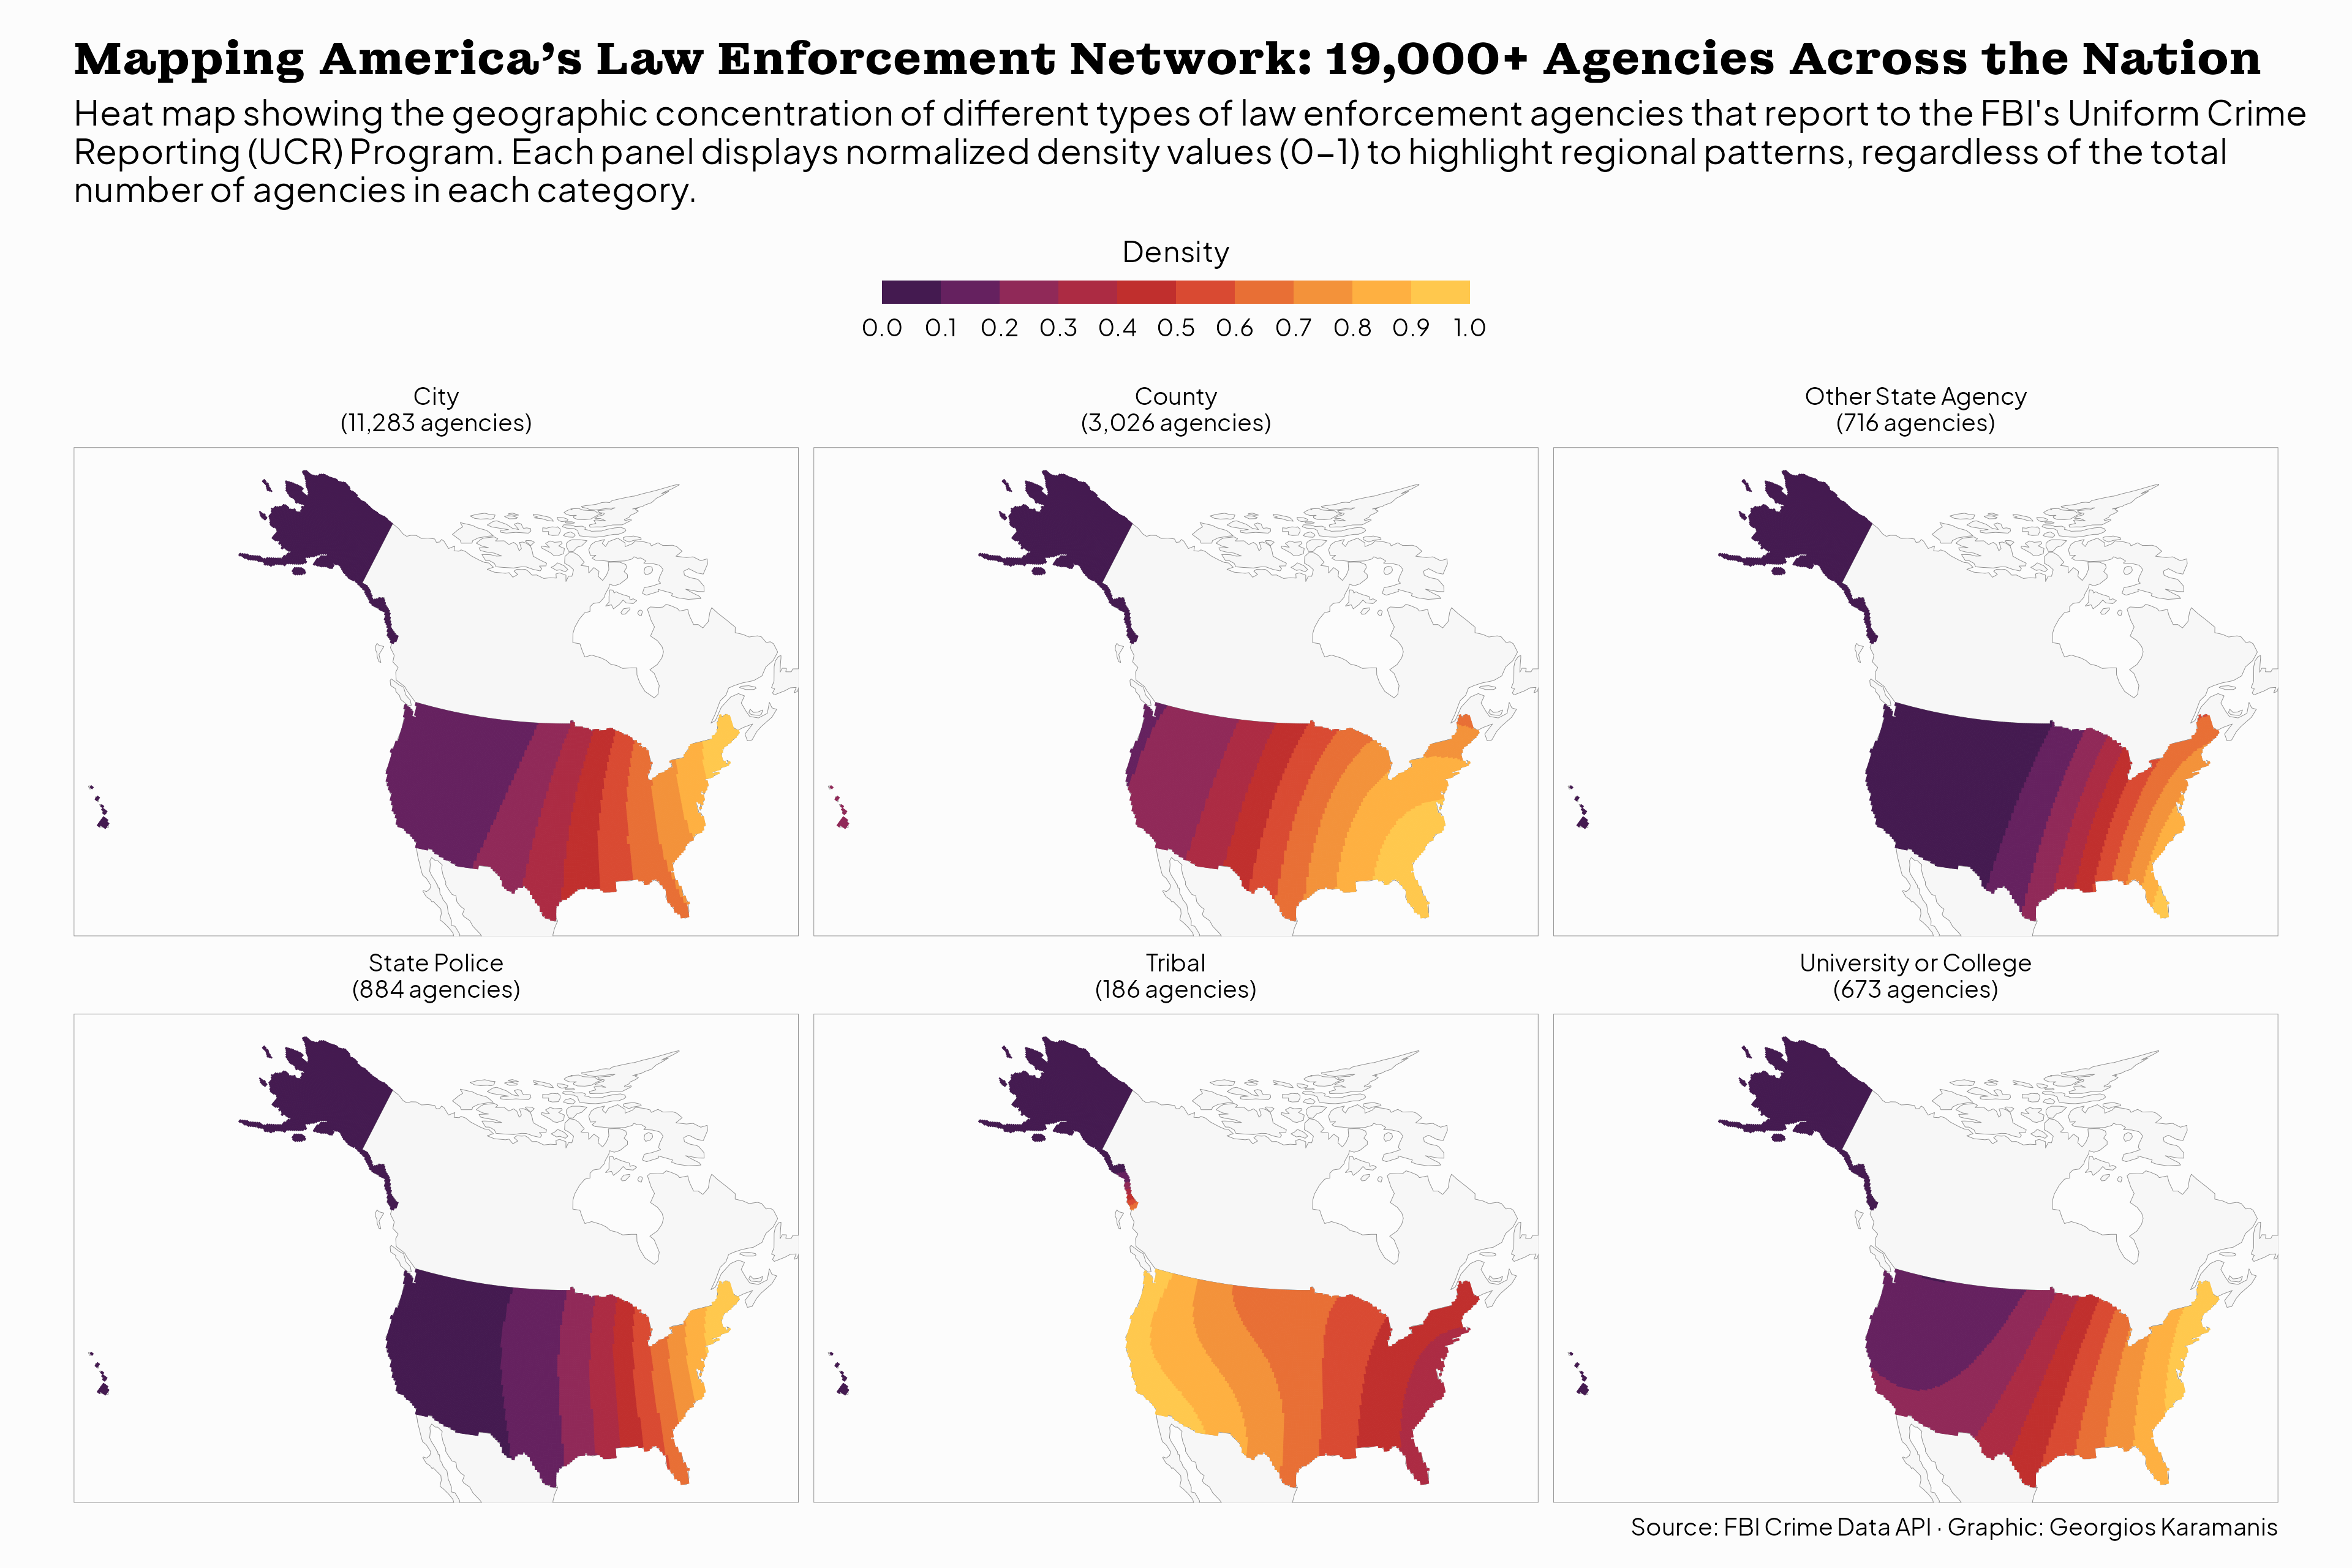 Mapping America’s Law Enforcement Network: 19,000+ Agencies Across the Nation
Heat map showing the geographic concentration of different types of law enforcement agencies that report to the FBI's Uniform Crime
Reporting (UCR) Program. Each panel displays normalized density values (0–1) to highlight regional patterns, regardless of the total
number of agencies in each category.
Density
0.0 0.1 0.2 0.3 0.4 0.5 0.6 0.7 0.8 0.9 1.0
City
(11,283 agencies)
County
(3,026 agencies)
Other State Agency
(716 agencies)
State Police
(884 agencies)
Tribal
(186 agencies)
University or College
(673 agencies)
Source: FBI Crime Data API · Graphic: Georgios Karamanis